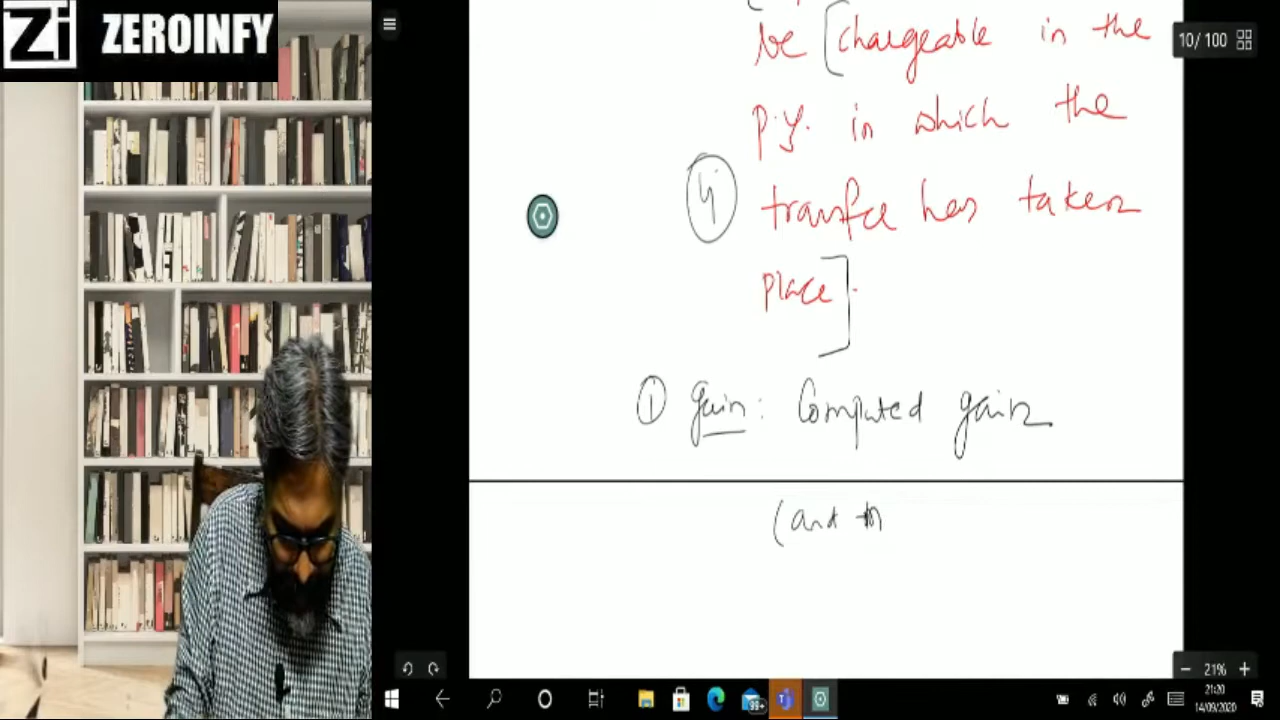 Zi ZEROINFY
10/ 100
be [chargeable in the
p.y. in which the
transfer has taken
place].
① gain: Computed gain
(and
21%
99+
21:20
14/09/2020